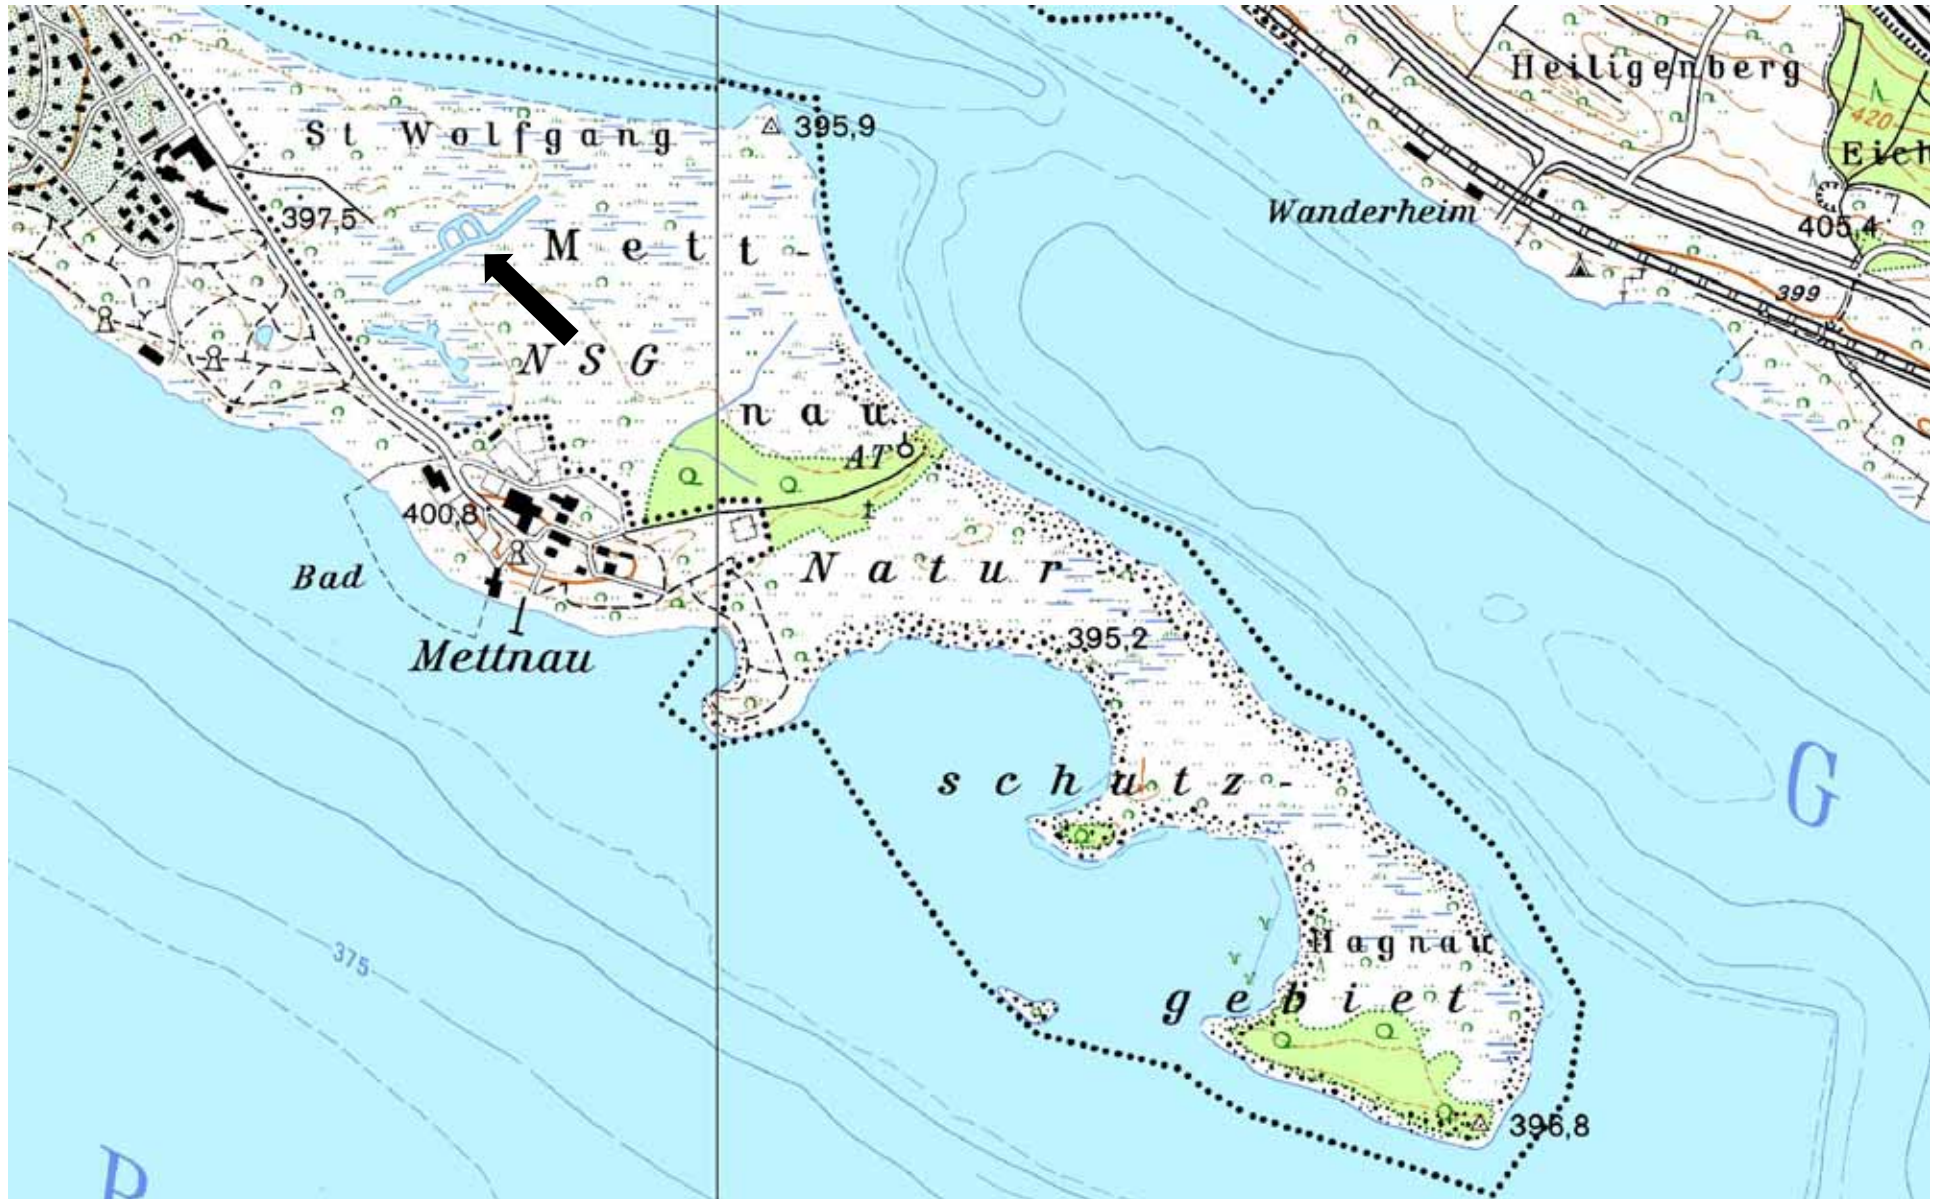 Heiligenberg
420
St Wolfgang
395,9
Eich
Wanderheim
397,5
405,4
Mett-
399
NSG
nau
AT
400,8
Bad
Natur-
395,2
Mettnau
schutz-
G
Hagnau
375
gebiet
396,8
P